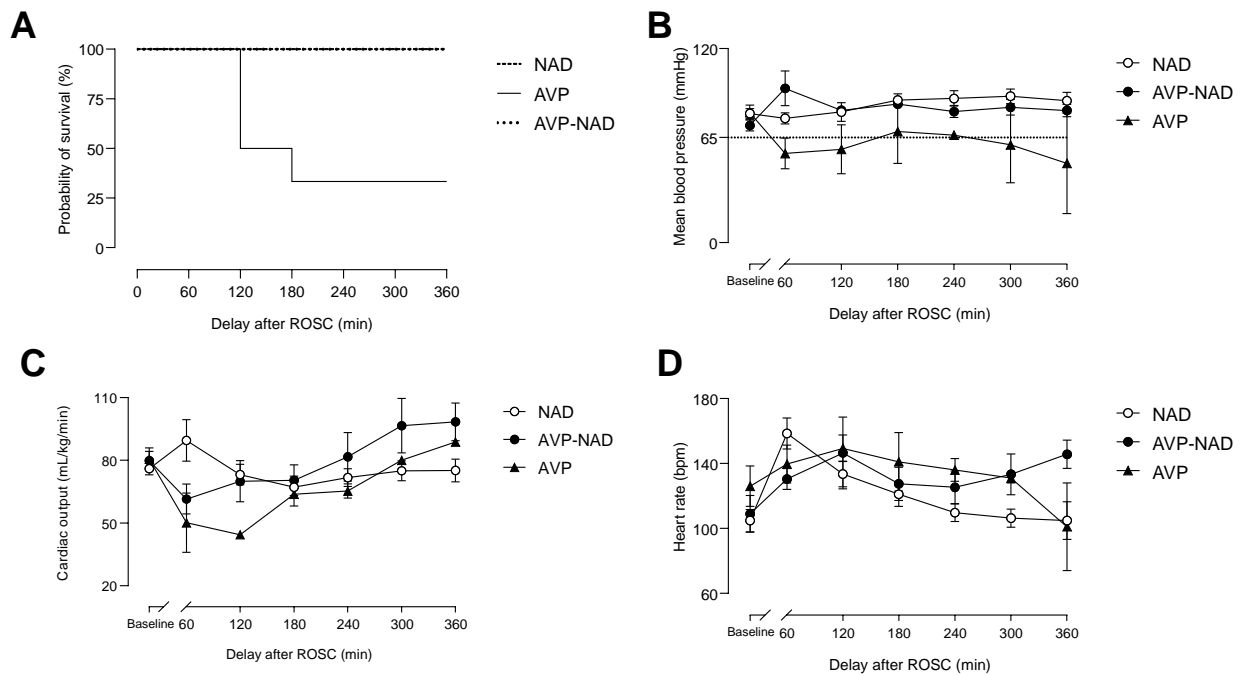 A
Probability of survival (%)
100
75
50
25
0
0 60 120 180 240 300 360
Delay after ROSC (min)
NAD
AVP
AVP-NAD
B
Mean blood pressure (mmHg)
120
65
0
Baseline 60 120 180 240 300 360
Delay after ROSC (min)
NAD
AVP-NAD
AVP
C
Cardiac output (mL/kg/min)
110
80
50
20
Baseline 60 120 180 240 300 360
Delay after ROSC (min)
NAD
AVP-NAD
AVP
D
Heart rate (bpm)
180
140
100
60
Baseline 60 120 180 240 300 360
Delay after ROSC (min)
NAD
AVP-NAD
AVP